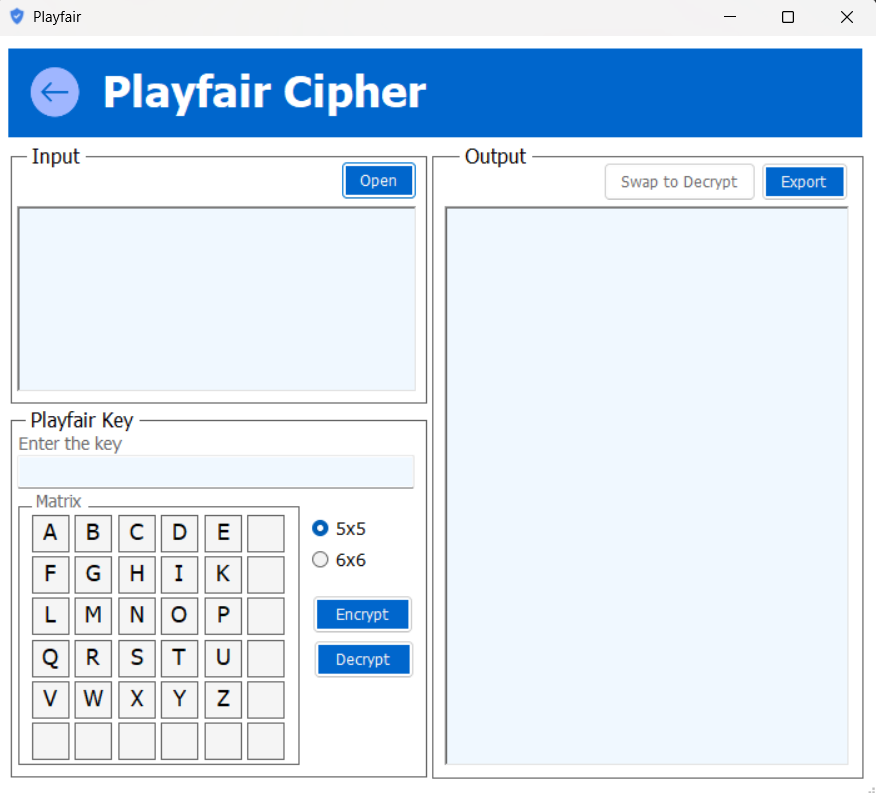 Playfair
Playfair Cipher
Input
Open
Output
Swap to Decrypt
Export
Playfair Key
Enter the key
Matrix
A B C D E
F G H I K
L M N O P
Q R S T U
V W X Y Z
5x5
6x6
Encrypt
Decrypt